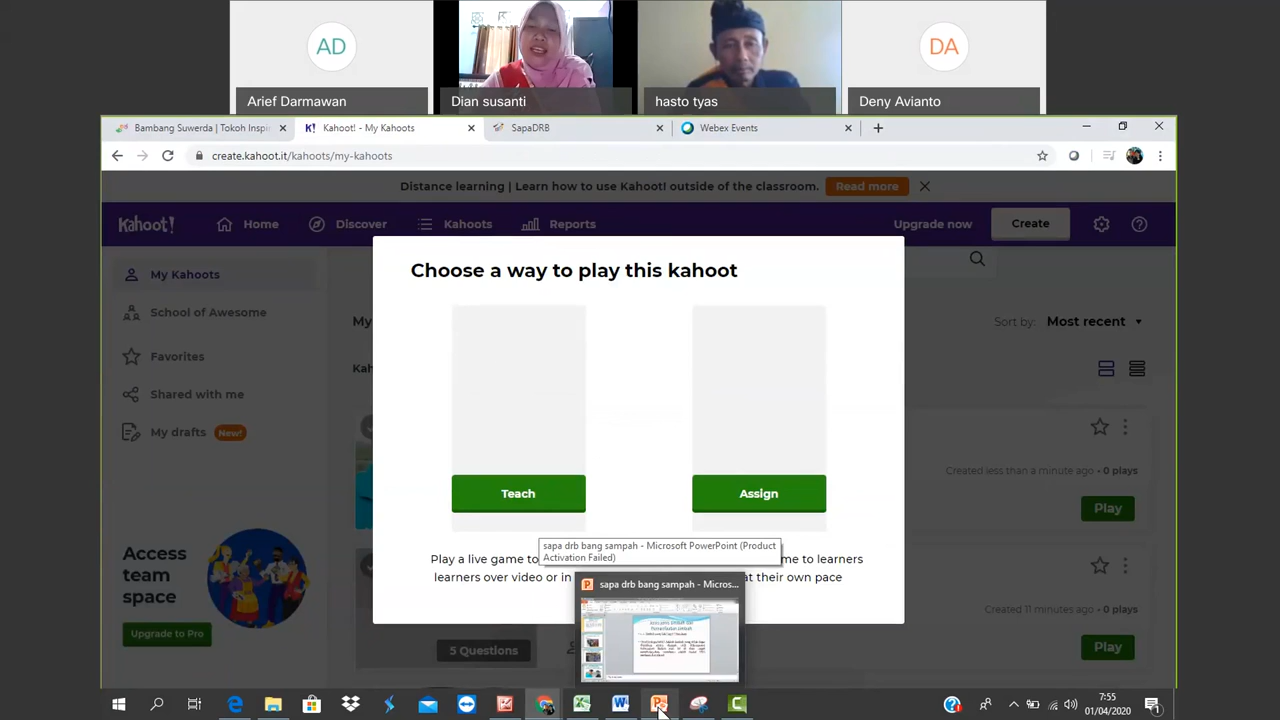 AD
DA
Arief Darmawan
Dian susanti
hasto tyas
Deny Avianto
Bambang Suwerda | Tokoh Inspi
K! Kahoot! - My Kahoots
SapaDRB
Webex Events
create.kahoot.it/kahoots/my-kahoots
Distance learning | Learn how to use Kahoot! outside of the classroom.
Read more
Kahoot!
Home
Discover
Kahoots
Reports
Upgrade now
Create
My Kahoots
School of Awesome
Favorites
Shared with me
My drafts
New!
Access
team
space
Upgrade to Pro
My
Sort by:
Most recent
Kah
Choose a way to play this kahoot
Teach
Assign
Play a live game to
me to learners
learners over video or in
at their own pace
sapa drb bang sampah - Microsoft PowerPoint (Product
Activation Failed)
sapa drb bang sampah - Micros...
Created less than a minute ago • 0 plays
Play
Created 11 minutes ago • 0 plays
Play
5 Questions
7:55
01/04/2020